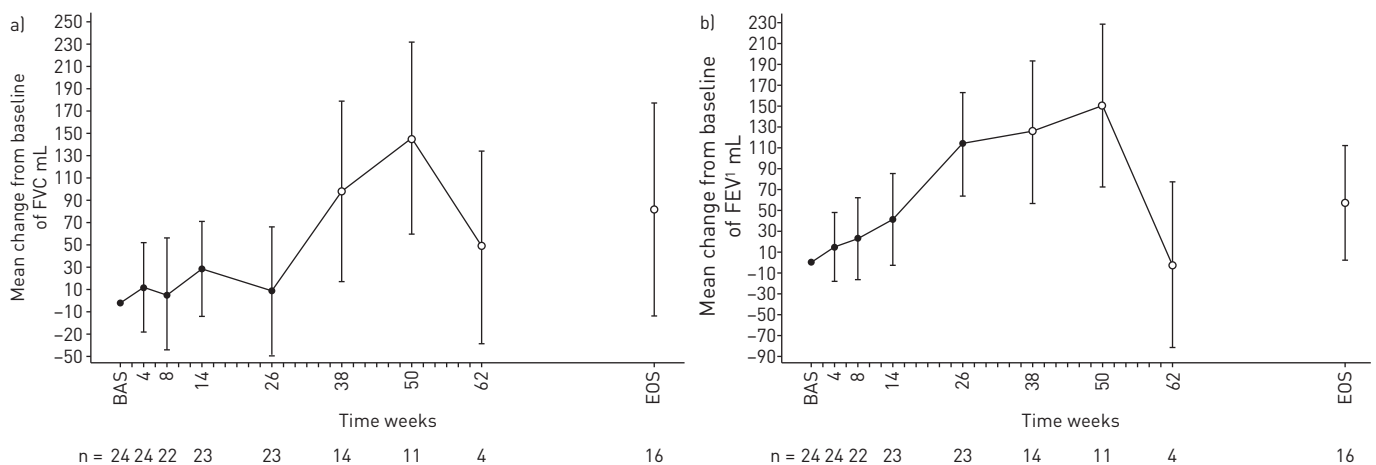 a)
Mean change from baseline
of FVC mL
250
230
210
190
170
150
130
110
90
70
50
30
10
–10
–20
–50
BAS 4 8 14 26 38 50 62 EOS
Time weeks
n = 24 24 22 23 23 14 11 4 16
b)
Mean change from baseline
of FEV1 mL
230
210
190
170
150
130
110
90
70
50
30
10
–10
–30
–50
–70
–90
BAS 4 8 14 26 38 50 62 EOS
Time weeks
n = 24 24 22 23 23 14 11 4 16